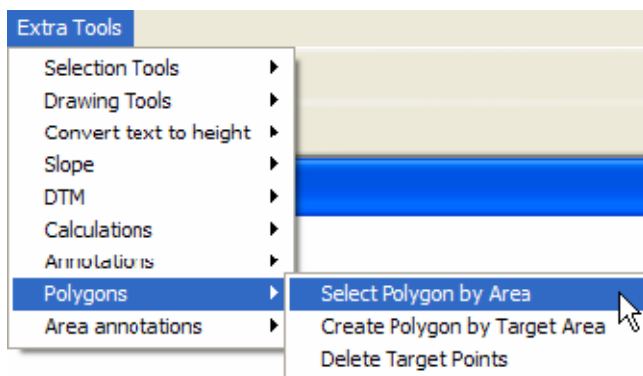 Extra Tools
Selection Tools
Drawing Tools
Convert text to height
Slope
DTM
Calculations
Annotations
Polygons
Select Polygon by Area
Area annotations
Create Polygon by Target Area
Delete Target Points